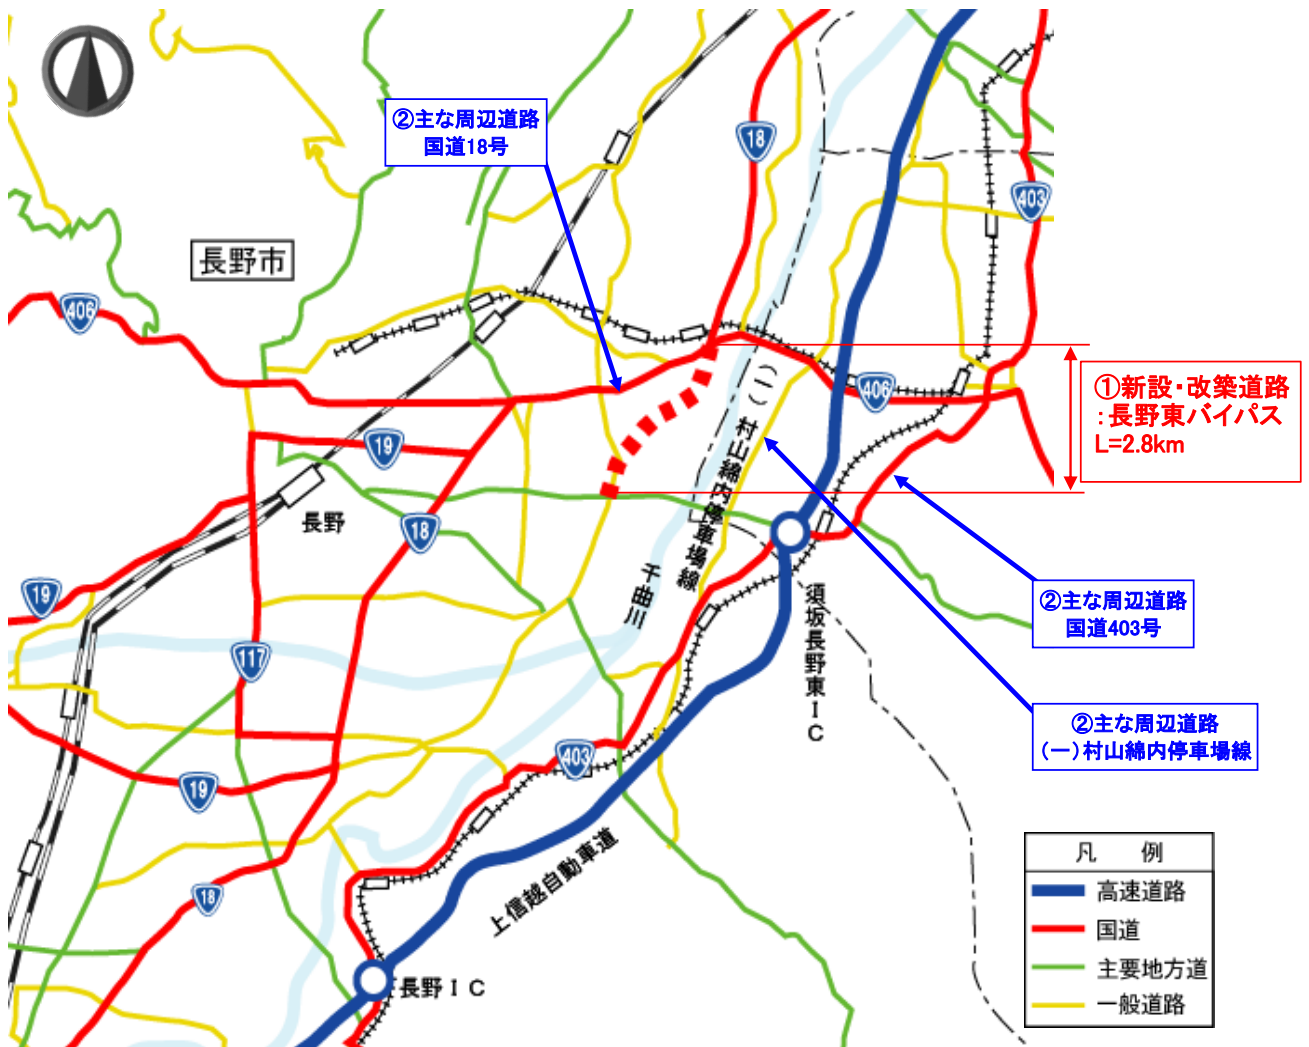 ②主な周辺道路
国道18号
18
403
長野市
406
(一)村山綿内停車場線
406
①新設・改築道路
:長野東バイパス
L=2.8km
19
長野
18
19
千曲川
須坂長野東IC
②主な周辺道路
国道403号
117
②主な周辺道路
(一)村山綿内停車場線
403
19
上信越自動車道
18
長野IC
凡 例
高速道路
国道
主要地方道
一般道路